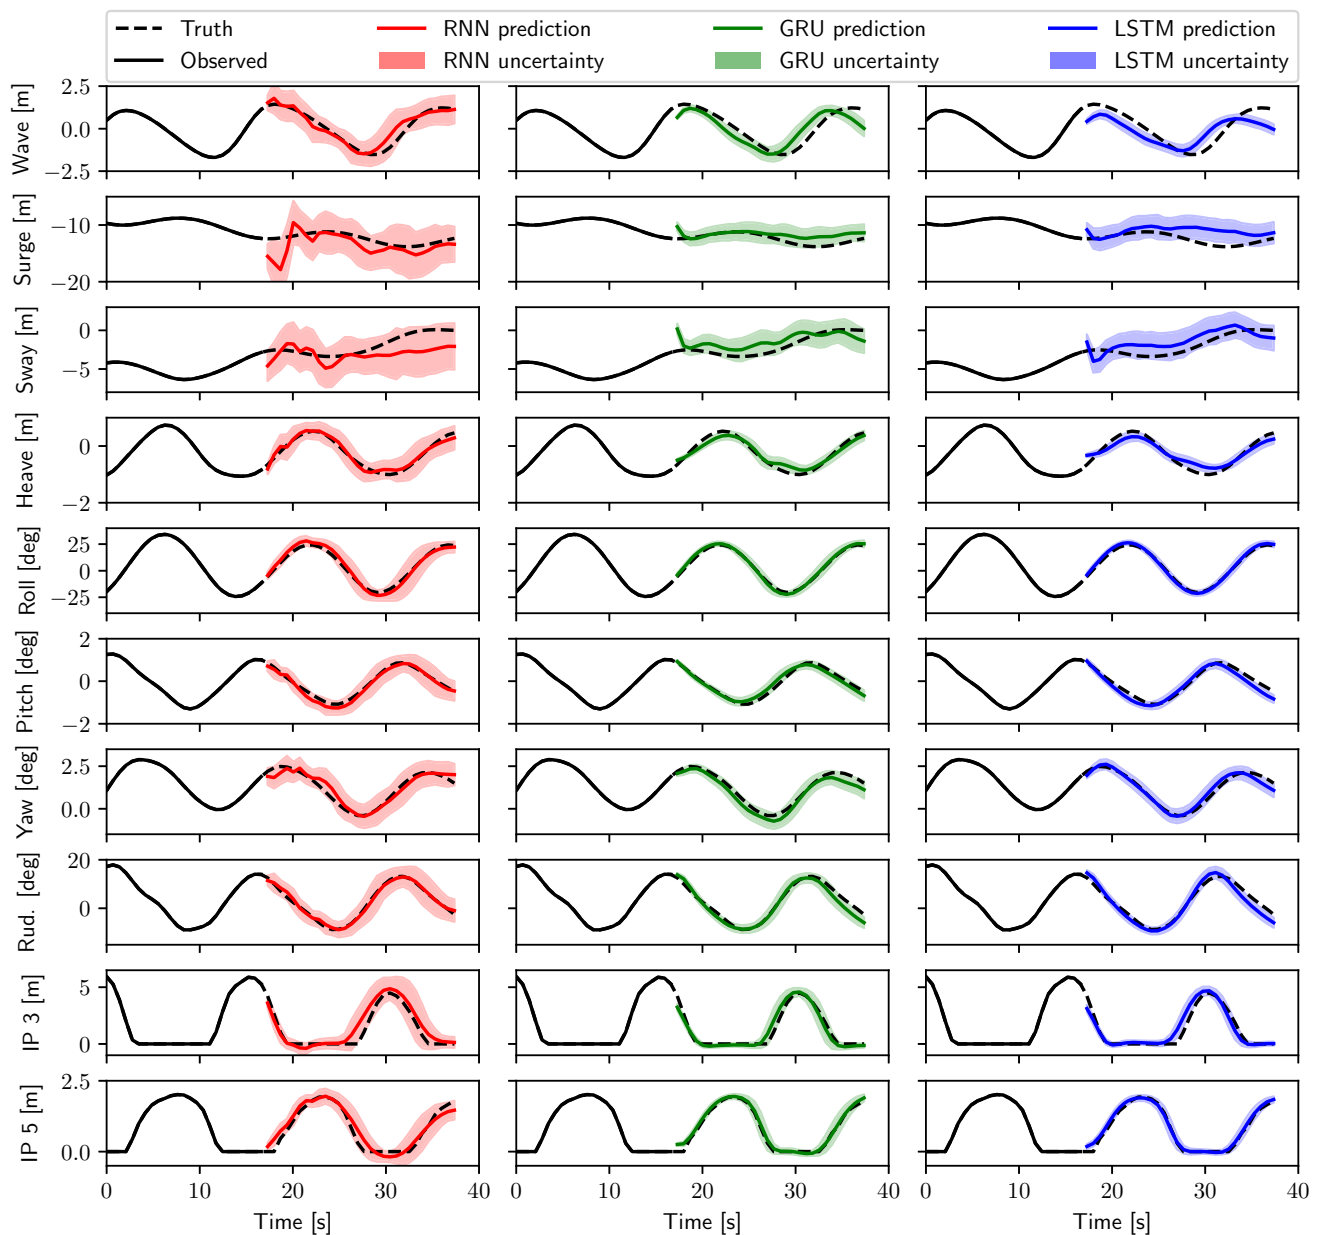 Truth RNN prediction GRU prediction LSTM prediction
Observed RNN uncertainty GRU uncertainty LSTM uncertainty
Wave [m]
2.5
0.0
−2.5
Surge [m]
−10
−20
Sway [m]
0
−5
Heave [m]
0
−2
Roll [deg]
25
0
−25
Pitch [deg]
2
0
−2
Yaw [deg]
2.5
0.0
Rud. [deg]
20
0
IP 3 [m]
5
0
IP 5 [m]
2.5
0.0
0 10 20 30 40 0 10 20 30 40 0 10 20 30 40
Time [s] Time [s] Time [s]